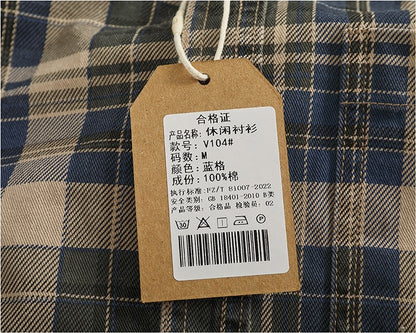 合格证
产品名称: 休闲衬衫
款号: V104#
码数: M
颜色: 蓝格
成份: 100%棉
执行标准:FZ/T 81007-2022
安全类别: GB 18401-2010 B类
产品等级: 合格品 检验员: 02
30
P